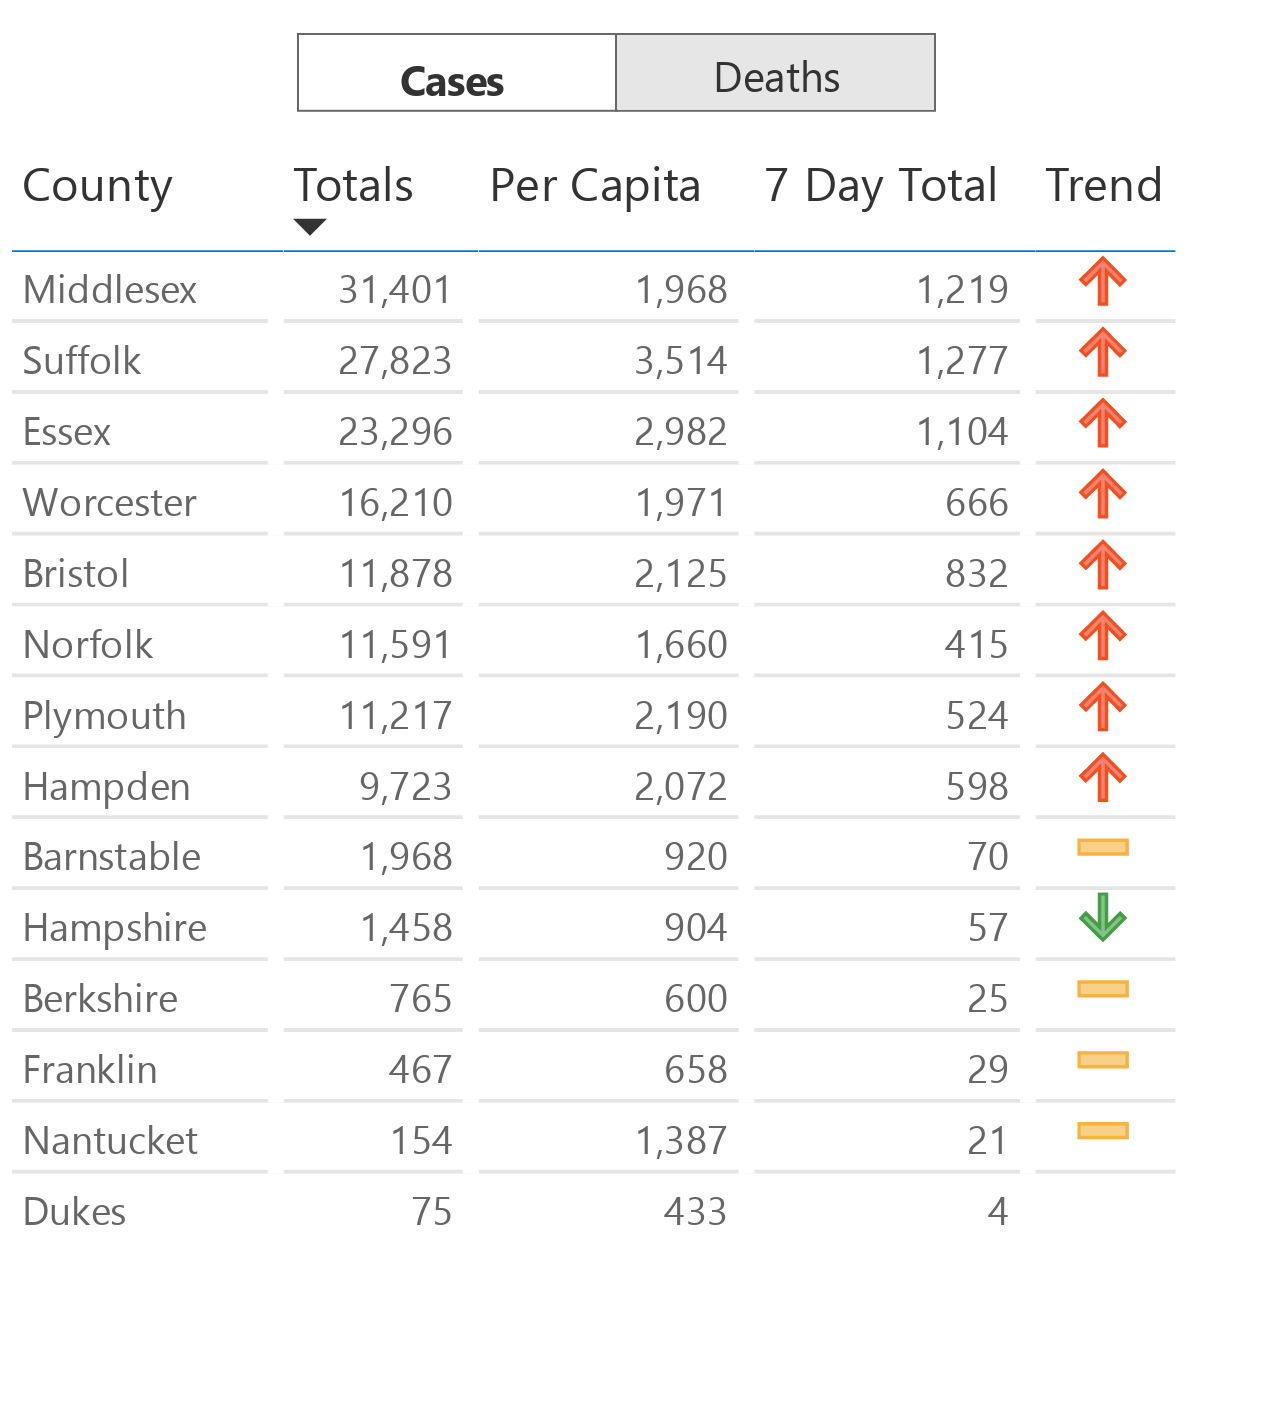 Cases Deaths
County Totals Per Capita 7 Day Total Trend
Middlesex 31,401 1,968 1,219
Suffolk 27,823 3,514 1,277
Essex 23,296 2,982 1,104
Worcester 16,210 1,971 666
Bristol 11,878 2,125 832
Norfolk 11,591 1,660 415
Plymouth 11,217 2,190 524
Hampden 9,723 2,072 598
Barnstable 1,968 920 70
Hampshire 1,458 904 57
Berkshire 765 600 25
Franklin 467 658 29
Nantucket 154 1,387 21
Dukes 75 433 4